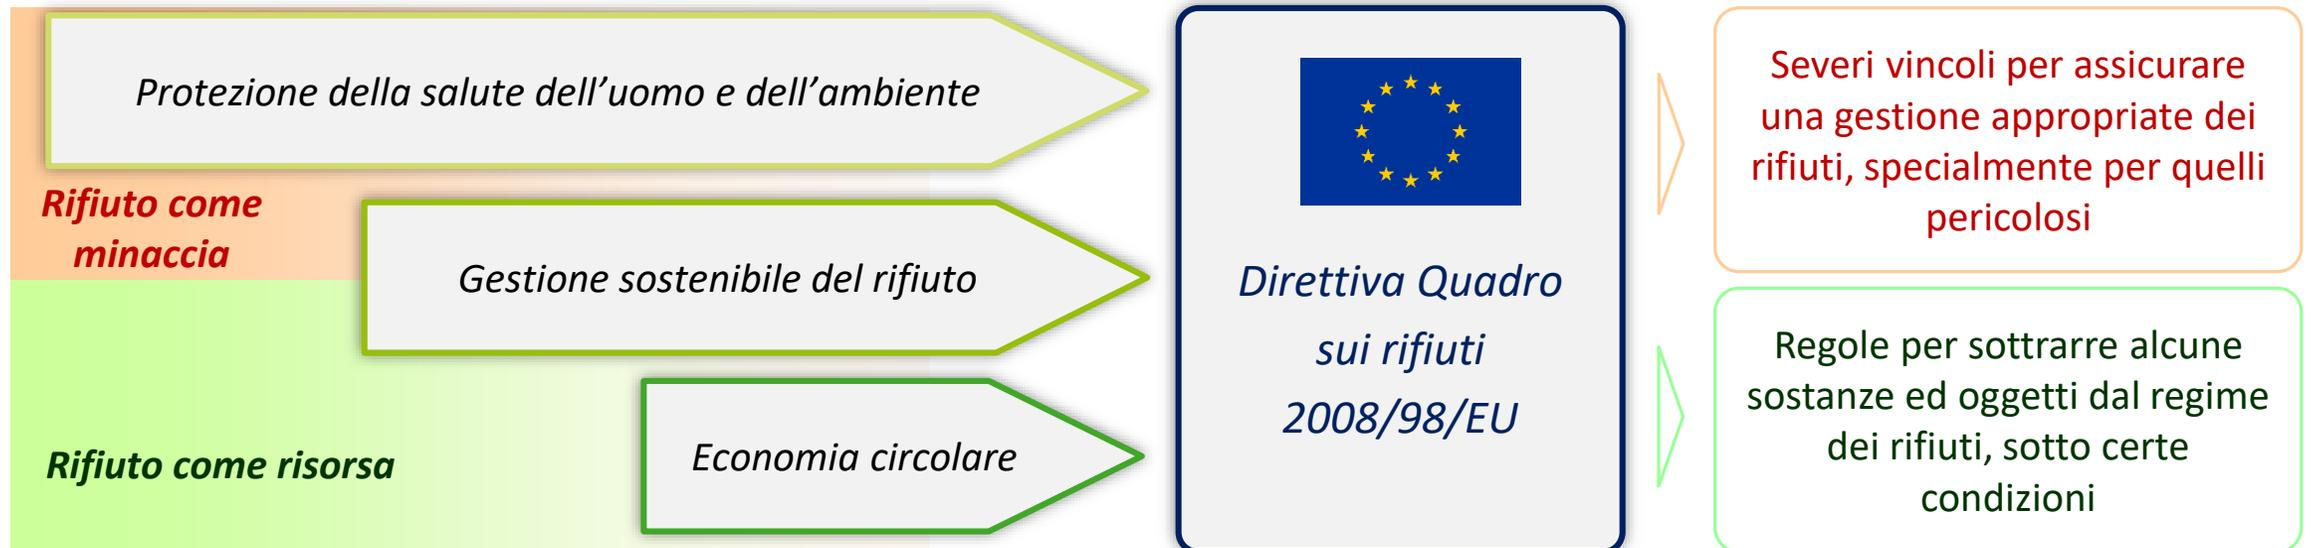 Protezione della salute dell’uomo e dell’ambiente
Rifiuto come
minaccia
Gestione sostenibile del rifiuto
Rifiuto come risorsa
Economia circolare
Direttiva Quadro
sui rifiuti
2008/98/EU
Severi vincoli per assicurare
una gestione appropriate dei
rifiuti, specialmente per quelli
pericolosi
Regole per sottrarre alcune
sostanze ed oggetti dal regime
dei rifiuti, sotto certe
condizioni